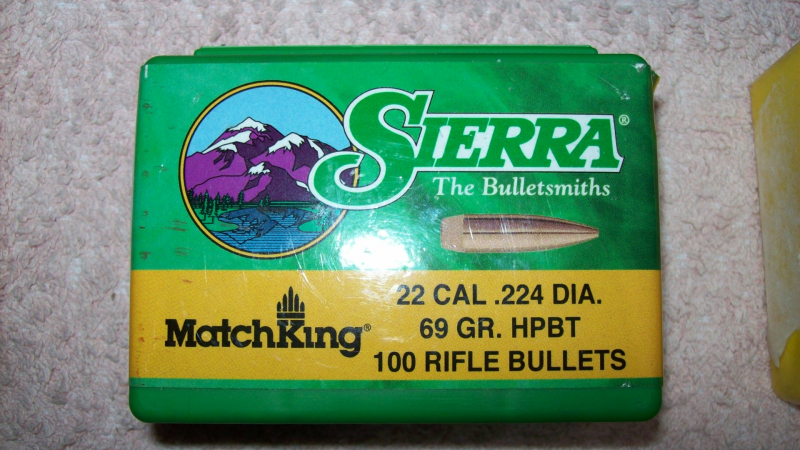 SIERRA®
The Bulletsmiths
MatchKing®
22 CAL .224 DIA.
69 GR. HPBT
100 RIFLE BULLETS